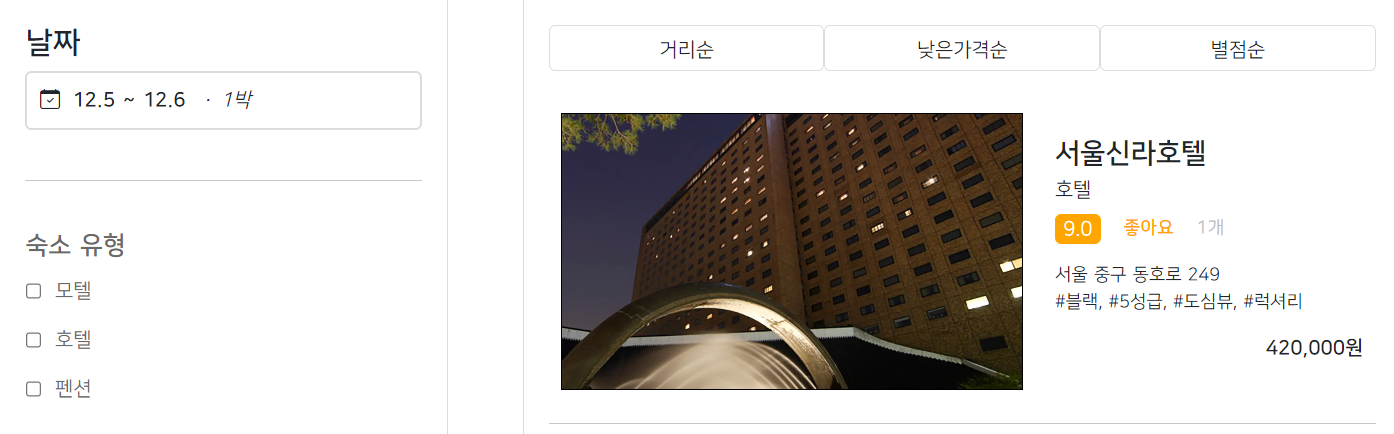 날짜
12.5 ~ 12.6 · 1박
숙소 유형
모텔
호텔
펜션
거리순 낮은가격순 별점순
서울신라호텔
호텔
9.0 좋아요 1개
서울 중구 동호로 249
#블랙, #5성급, #도심뷰, #럭셔리
420,000원